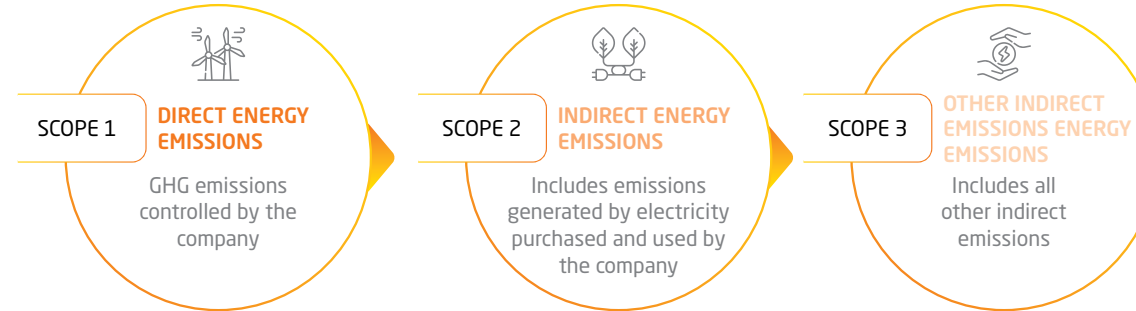 SCOPE 1
DIRECT ENERGY
EMISSIONS
GHG emissions
controlled by the
company
SCOPE 2
INDIRECT ENERGY
EMISSIONS
Includes emissions
generated by electricity
purchased and used by
the company
SCOPE 3
OTHER INDIRECT
EMISSIONS ENERGY
EMISSIONS
Includes all
other indirect
emissions